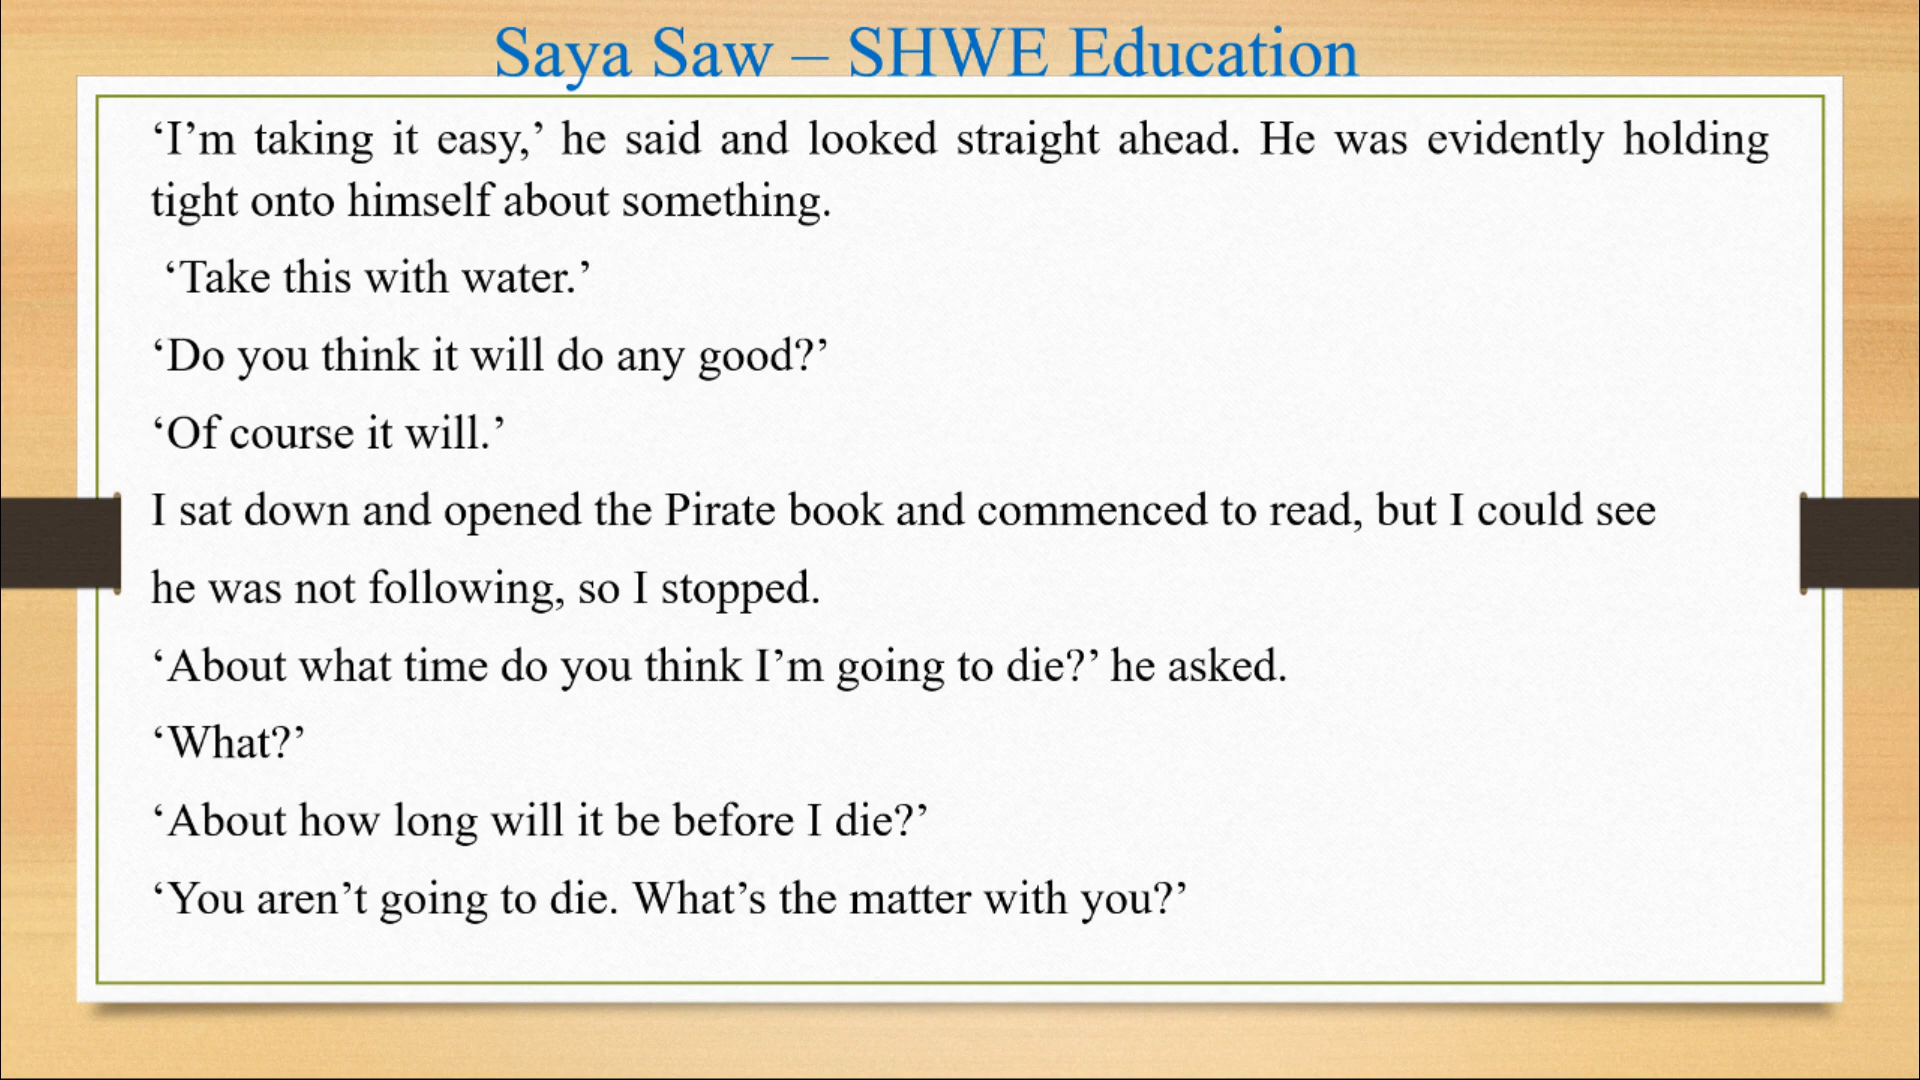 Saya Saw – SHWE Education
‘I’m taking it easy,’ he said and looked straight ahead. He was evidently holding
tight onto himself about something.
‘Take this with water.’
‘Do you think it will do any good?’
‘Of course it will.’
I sat down and opened the Pirate book and commenced to read, but I could see
he was not following, so I stopped.
‘About what time do you think I’m going to die?’ he asked.
‘What?’
‘About how long will it be before I die?’
‘You aren’t going to die. What’s the matter with you?’